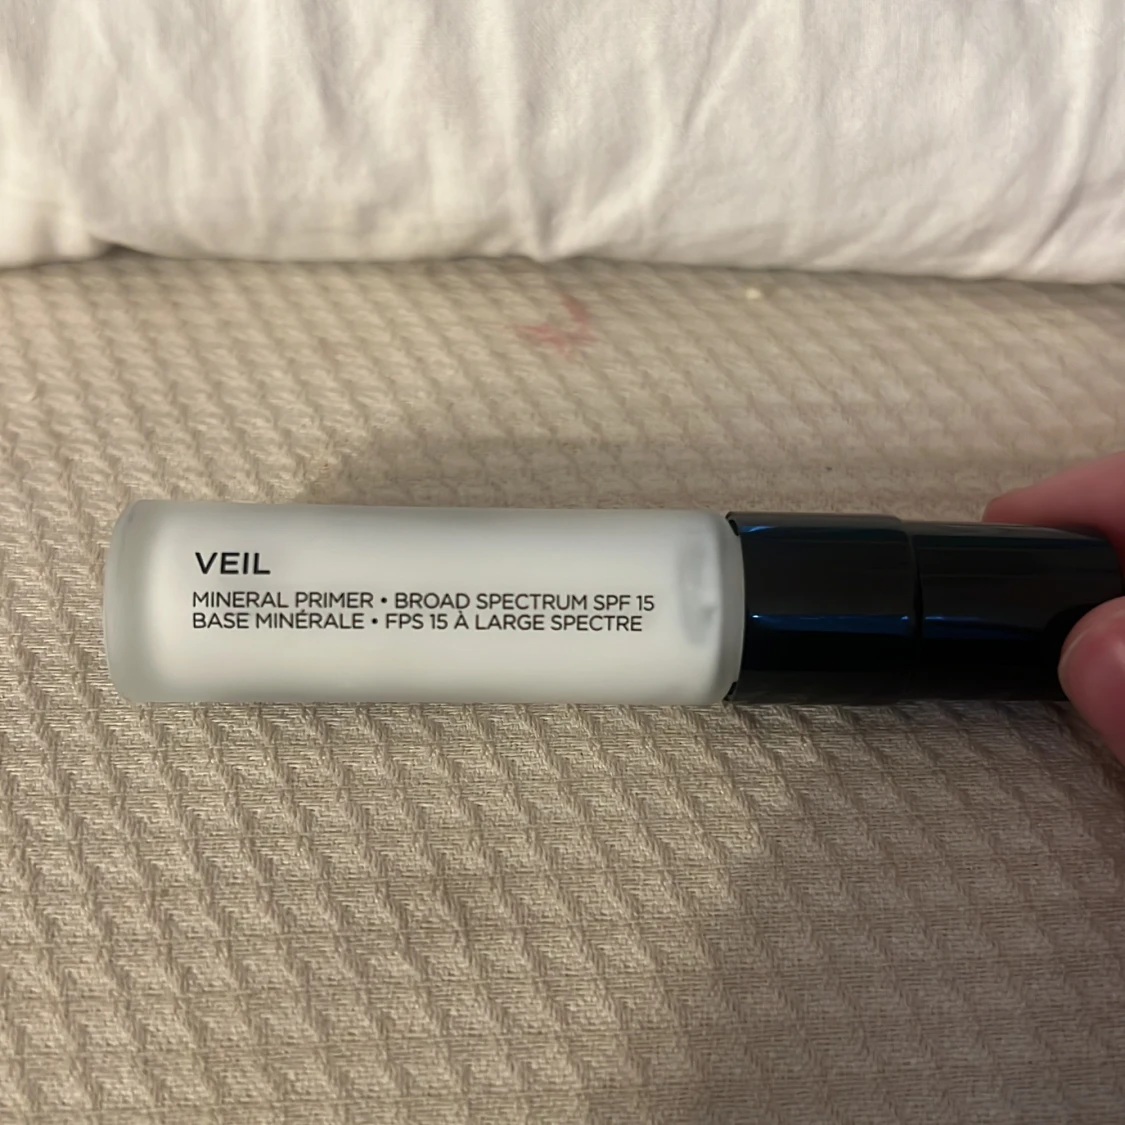 VEIL
MINERAL PRIMER • BROAD SPECTRUM SPF 15
BASE MINÉRALE • FPS 15 À LARGE SPECTRE